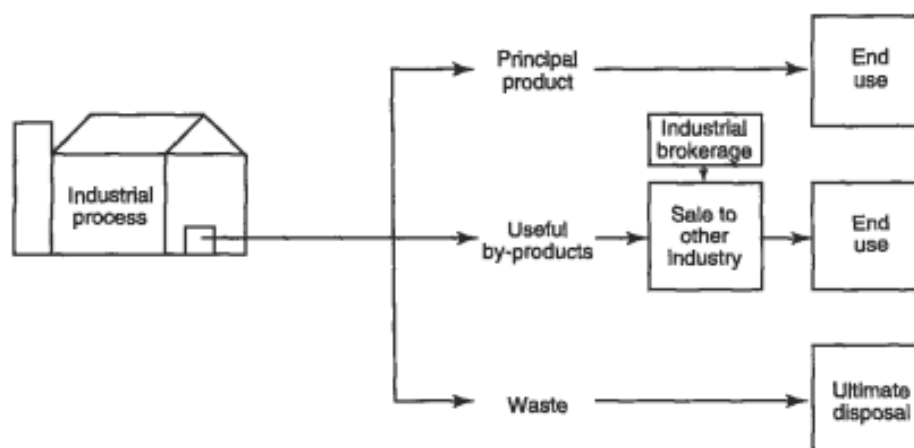 Principal
product
End
use
Industrial
brokerage
Industrial
process
Useful
by-products
Sale to
other
industry
End
use
Waste
Ultimate
disposal